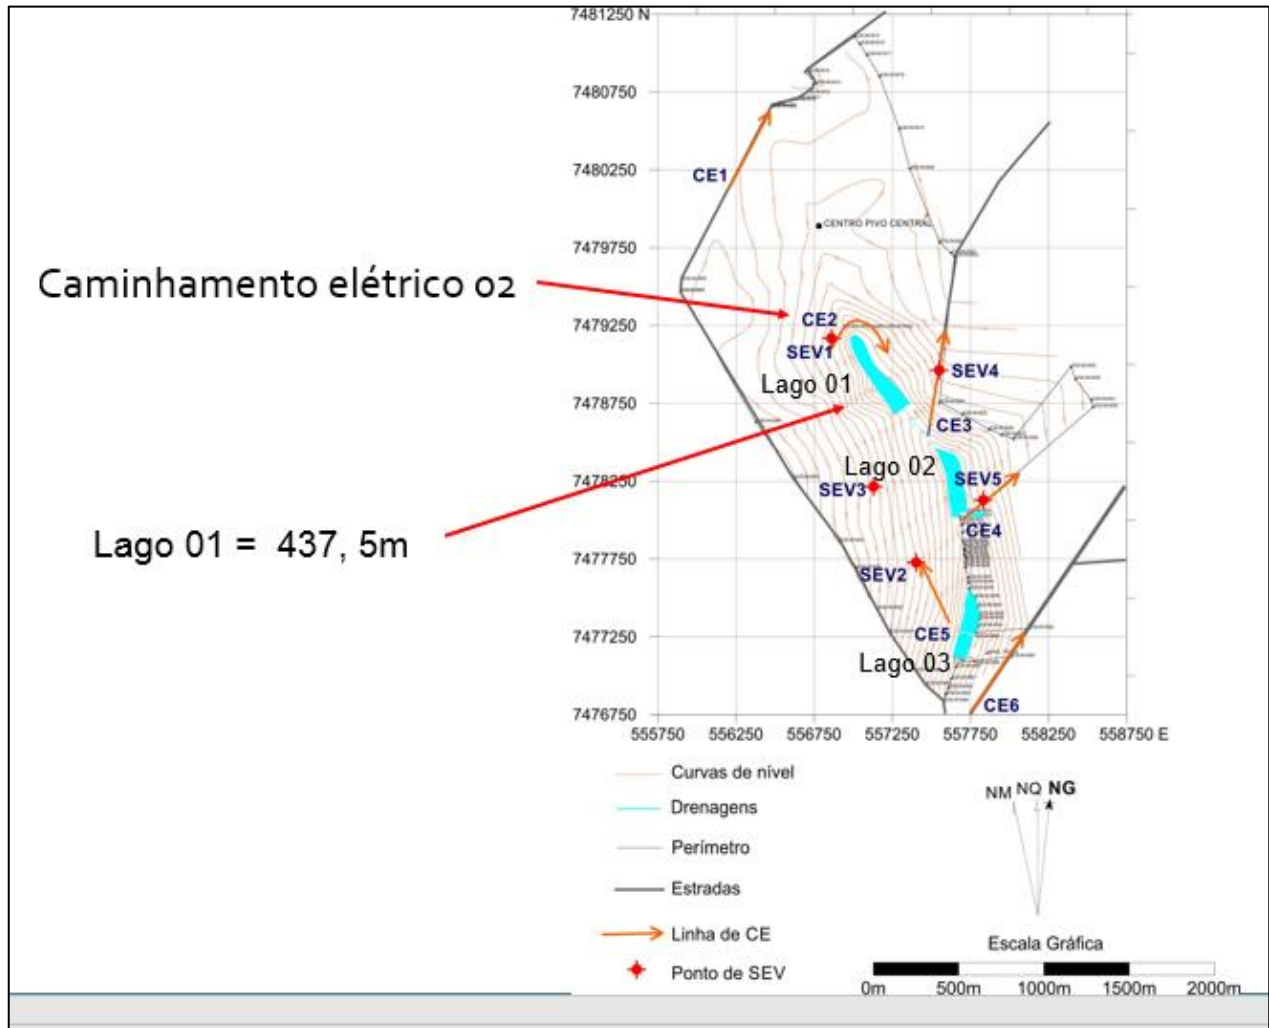 7481250 N
7480750
7480250
CE1
CENTRO PIVO CENTRAL
7479750
Caminhamento elétrico 02
7479250
CE2
SEV1
SEV4
Lago 01
7478750
CE3
Lago 02
7478250
SEV3
SEV5
CE4
Lago 01 = 437, 5m
7477750
SEV2
7477250
CE5
Lago 03
7476750
CE6
555750 556250 556750 557250 557750 558250 558750 E
Curvas de nível
Drenagens
Perímetro
Estradas
Linha de CE
Ponto de SEV
NM NQ NG
Escala Gráfica
0m 500m 1000m 1500m 2000m